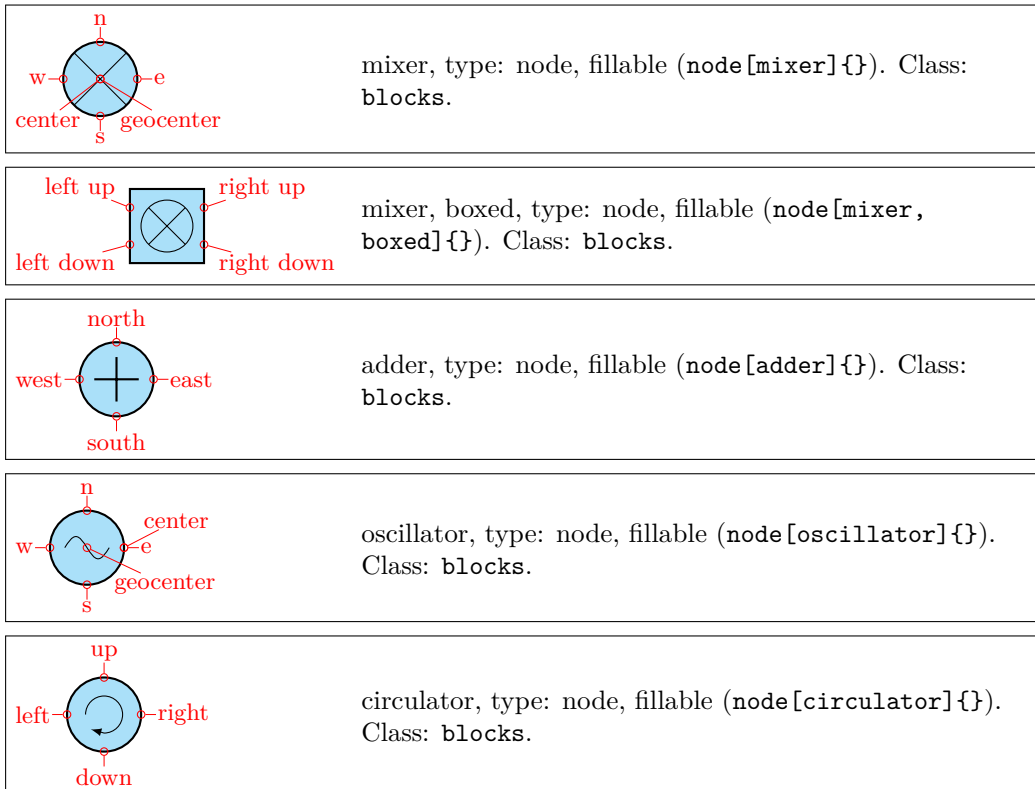 n
w
e
center
geocenter
s
mixer, type: node, fillable (node[mixer]{}). Class:
blocks.
left up
right up
left down
right down
mixer, boxed, type: node, fillable (node[mixer,
boxed]{}). Class: blocks.
north
west
east
south
adder, type: node, fillable (node[adder]{}). Class:
blocks.
n
center
w
e
geocenter
s
oscillator, type: node, fillable (node[oscillator]{}).
Class: blocks.
up
left
right
down
circulator, type: node, fillable (node[circulator]{}).
Class: blocks.